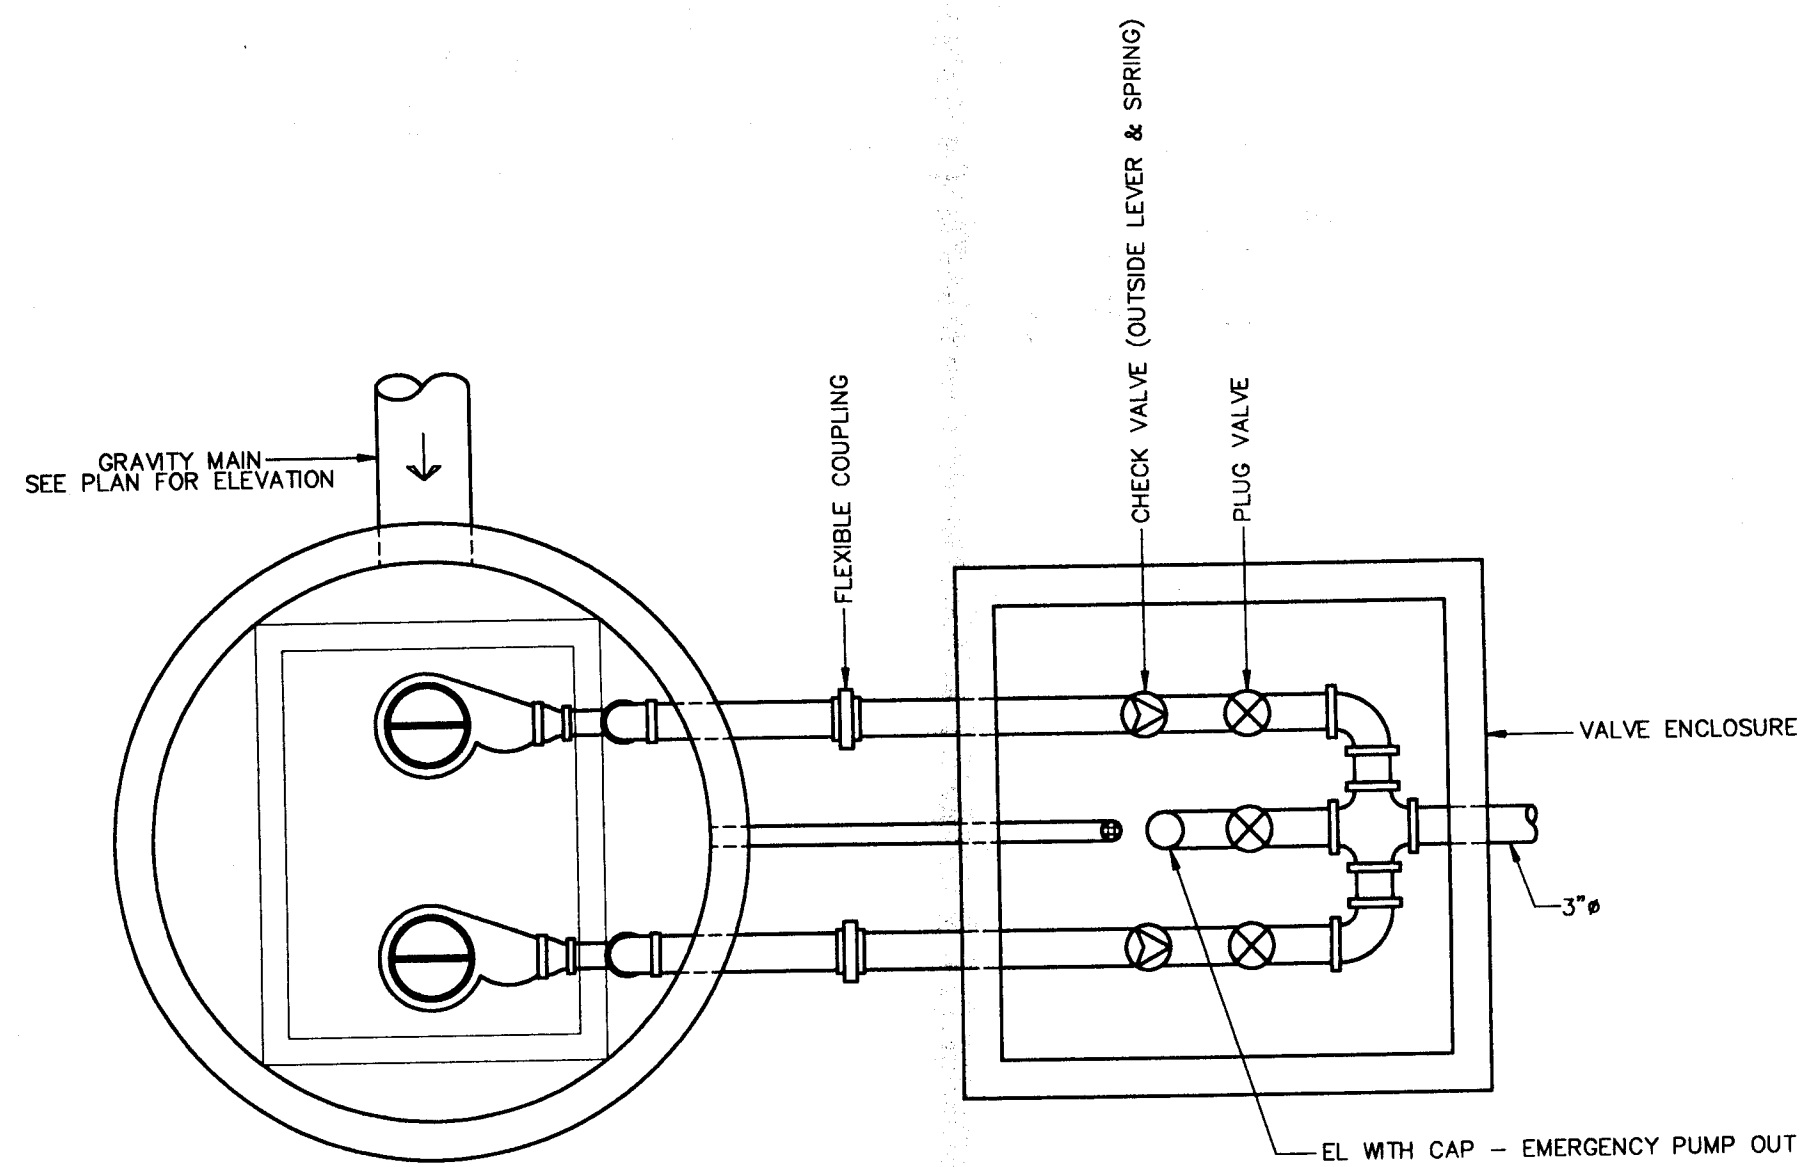 CHECK VALVE (OUTSIDE LEVER & SPRING)
FLEXIBLE COUPLING
PLUG VALVE
GRAVITY MAIN
SEE PLAN FOR ELEVATION
VALVE ENCLOSURE
3"ø
EL WITH CAP - EMERGENCY PUMP OUT